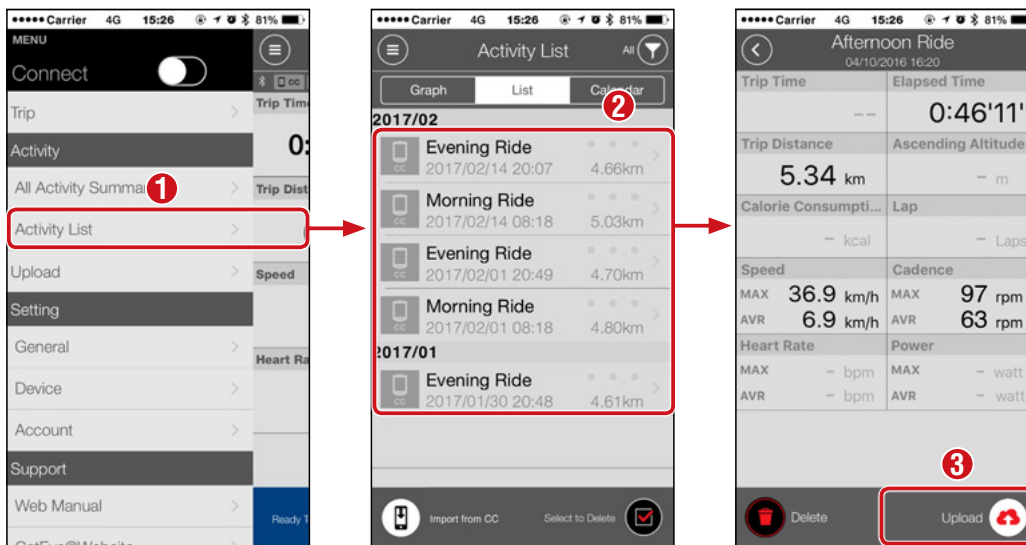 Carrier 4G 15:26 81%
MENU
Connect
Trip
Activity
All Activity Summa
1
Activity List
Upload
Setting
General
Device
Account
Support
Web Manual
CC
Trip Tim
0:
Trip Dist
Speed
Heart Ra
Ready T
Carrier 4G 15:26 81%
Activity List All
Graph List Calendar
2
2017/02
Evening Ride
CC 2017/02/14 20:07 4.66km
Morning Ride
CC 2017/02/14 08:18 5.03km
Evening Ride
CC 2017/02/01 20:49 4.70km
Morning Ride
CC 2017/02/01 08:18 4.80km
2017/01
Evening Ride
CC 2017/01/30 20:48 4.61km
Import from CC Select to Delete
Carrier 4G 15:26 81%
Afternoon Ride
04/10/2016 16:20
Trip Time Elapsed Time
-- 0:46'11"
Trip Distance Ascending Altitude
5.34 km - m
Calorie Consumpti... Lap
- kcal - Laps
Speed Cadence
MAX 36.9 km/h MAX 97 rpm
AVR 6.9 km/h AVR 63 rpm
Heart Rate Power
MAX - bpm MAX - watt
AVR - bpm AVR - watt
3
Delete Upload